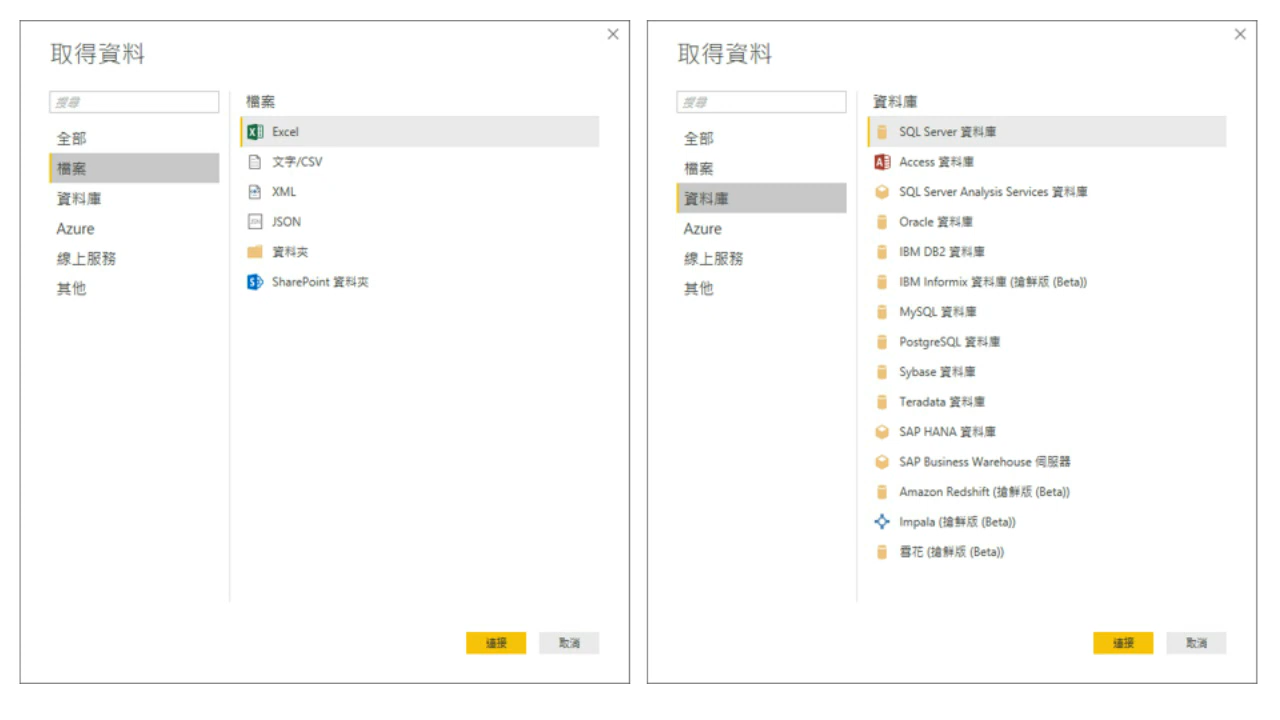 取得資料
搜尋
全部
檔案
資料庫
Azure
線上服務
其他
檔案
Excel
文字/CSV
XML
JSON
資料夾
SharePoint 資料夾
連接
取消
取得資料
搜尋
全部
檔案
資料庫
Azure
線上服務
其他
資料庫
SQL Server 資料庫
Access 資料庫
SQL Server Analysis Services 資料庫
Oracle 資料庫
IBM DB2 資料庫
IBM Informix 資料庫 (搶鮮版 (Beta))
MySQL 資料庫
PostgreSQL 資料庫
Sybase 資料庫
Teradata 資料庫
SAP HANA 資料庫
SAP Business Warehouse 伺服器
Amazon Redshift (搶鮮版 (Beta))
Impala (搶鮮版 (Beta))
雪花 (搶鮮版 (Beta))
連接
取消